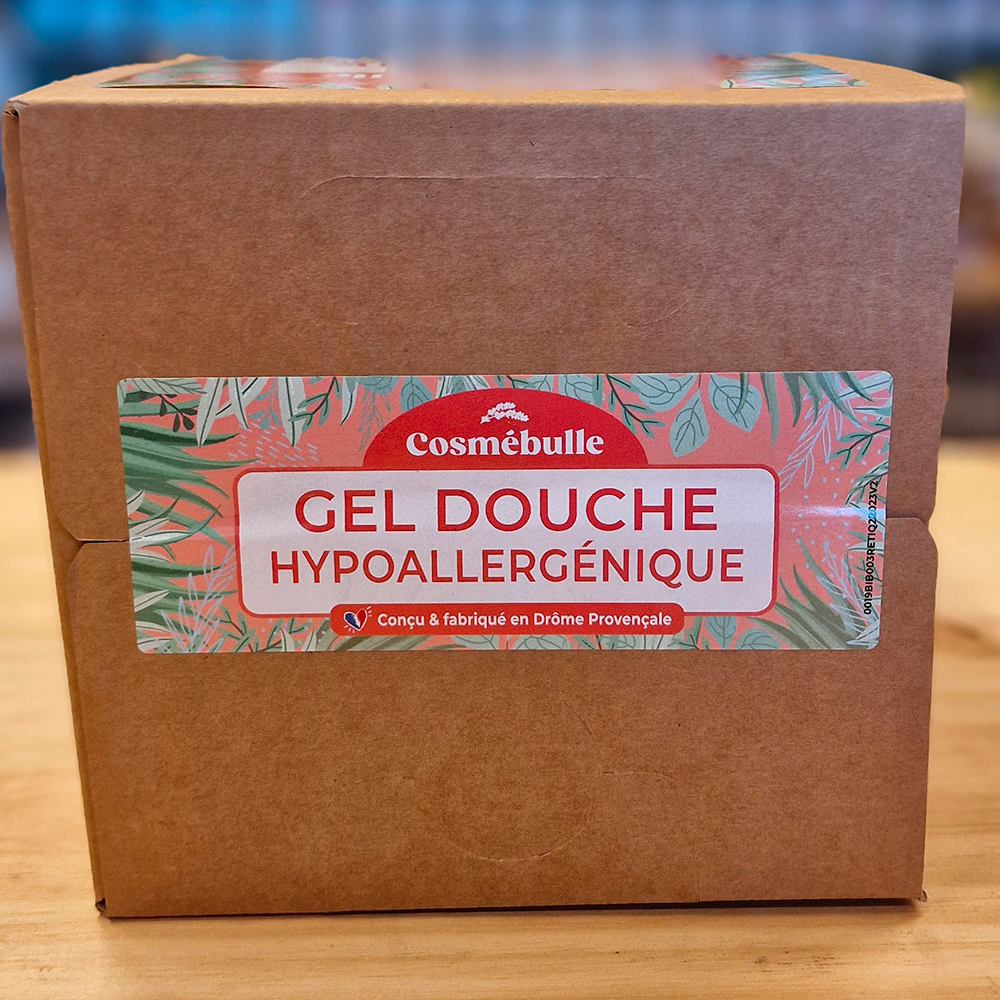 Cosmébulle
GEL DOUCHE
HYPOALLERGÉNIQUE
Conçu & fabriqué en Drôme Provençale